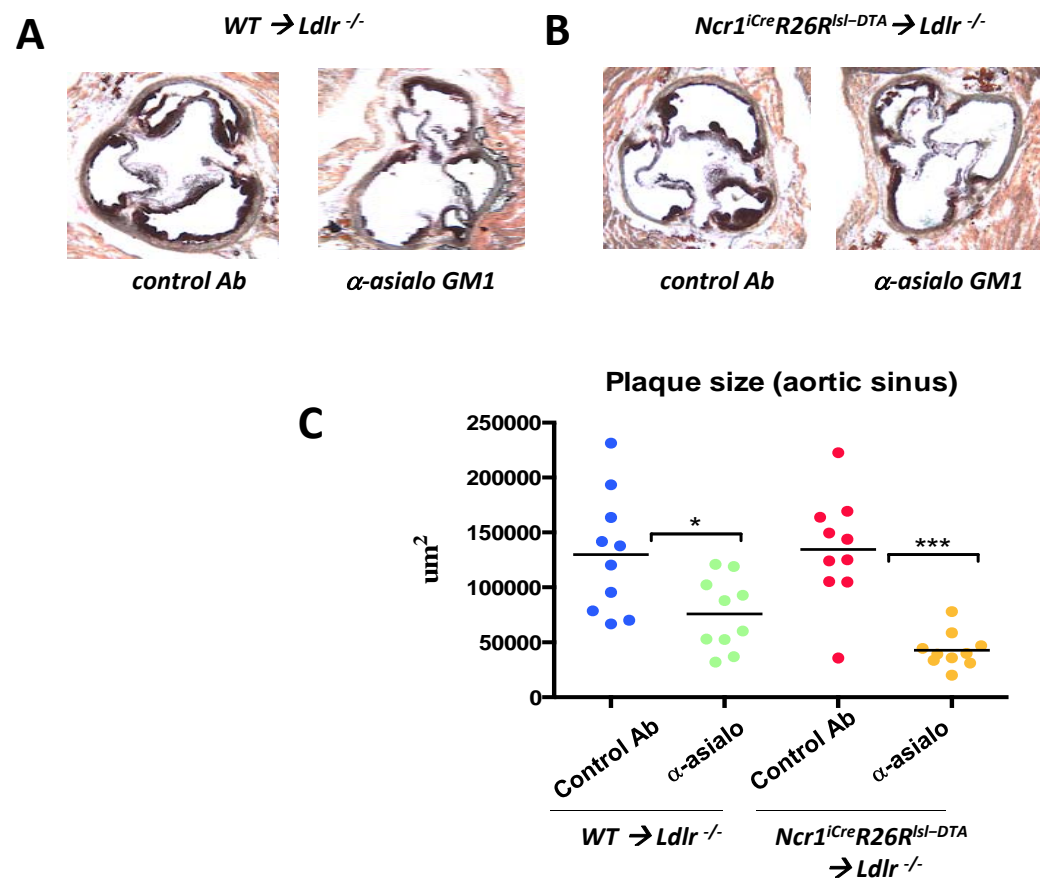 A
WT → Ldlr -/-
B
Ncr1iCreR26Rlsl–DTA → Ldlr -/-
control Ab
α-asialo GM1
control Ab
α-asialo GM1
C
Plaque size (aortic sinus)
um2
250000
200000
150000
100000
50000
0
*
***
Control Ab
α-asialo
Control Ab
α-asialo
WT → Ldlr -/-
Ncr1iCreR26Rlsl–DTA
→ Ldlr -/-